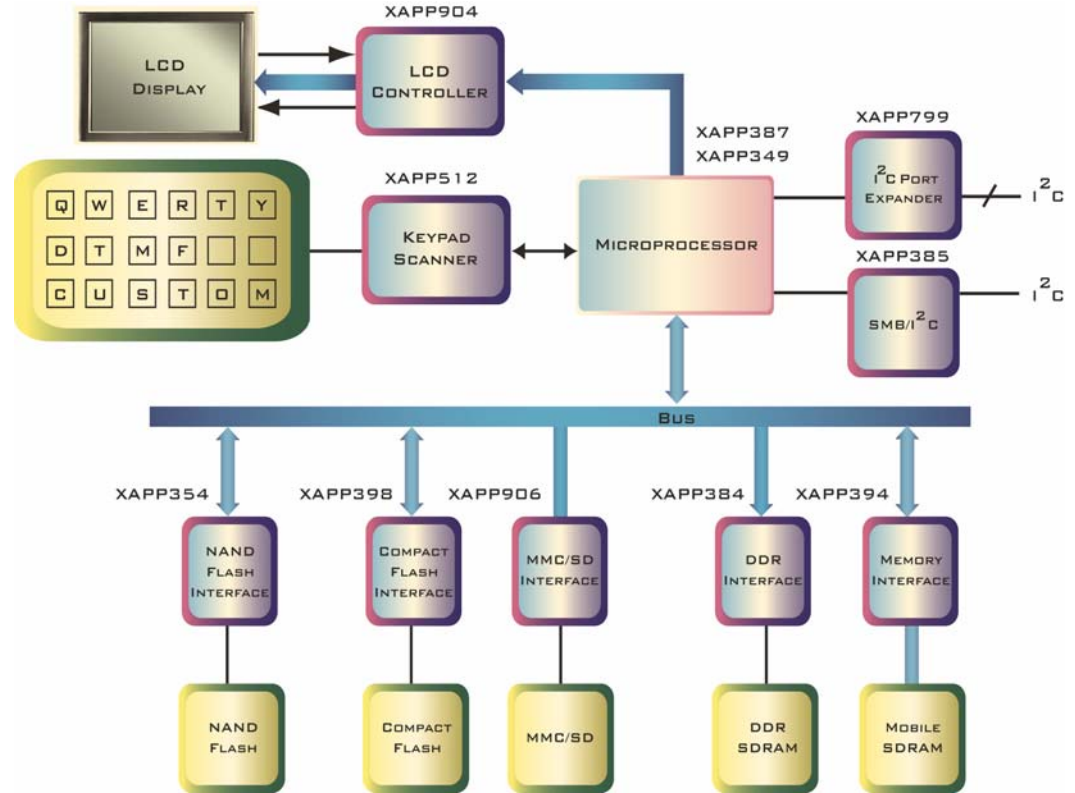 XAPP904
LCD
DISPLAY
LCD
CONTROLLER
XAPP387
XAPP349
XAPP799
I²C PORT
EXPANDER
I²C
Q W E R T Y
D T M F
C U S T O M
XAPP512
KEYPAD
SCANNER
MICROPROCESSOR
XAPP385
SMB/I²C
I²C
BUS
XAPP354
XAPP398
XAPP906
XAPP384
XAPP394
NAND
FLASH
INTERFACE
COMPACT
FLASH
INTERFACE
MMC/SD
INTERFACE
DDR
INTERFACE
MEMORY
INTERFACE
NAND
FLASH
COMPACT
FLASH
MMC/SD
DDR
SDRAM
MOBILE
SDRAM